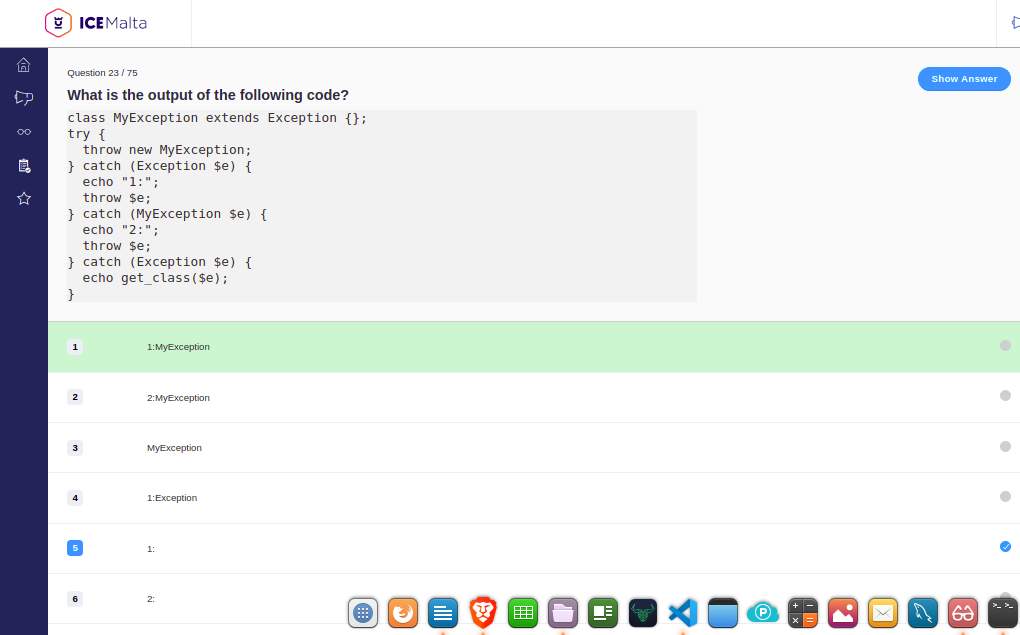 ICE Malta
Question 23 / 75
Show Answer
What is the output of the following code?
class MyException extends Exception {};
try {
  throw new MyException;
} catch (Exception $e) {
  echo "1:";
  throw $e;
} catch (MyException $e) {
  echo "2:";
  throw $e;
} catch (Exception $e) {
  echo get_class($e);
}
1 1:MyException
2 2:MyException
3 MyException
4 1:Exception
5 1:
6 2: